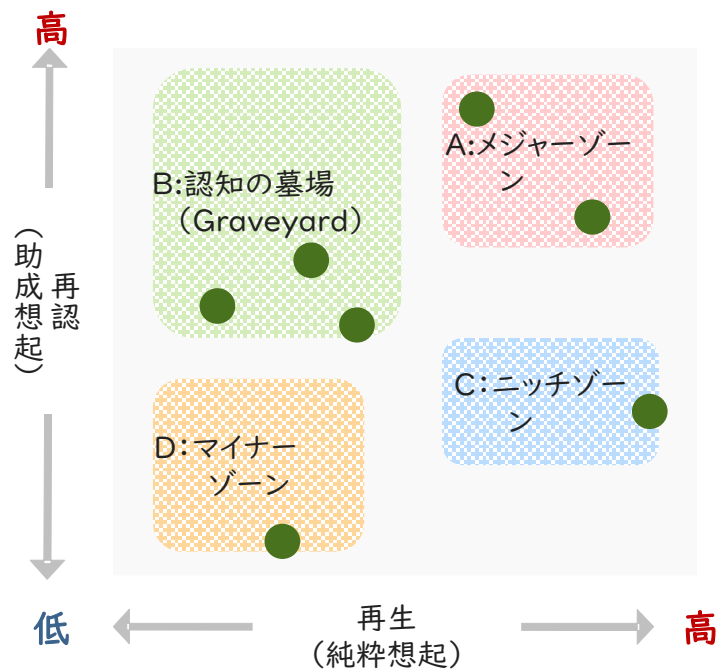 高
A:メジャーゾー
ン
B:認知の墓場
（Graveyard）
再認
（助成想起）
C：ニッチゾー
ン
D：マイナー
ゾーン
低
再生
（純粋想起）
高